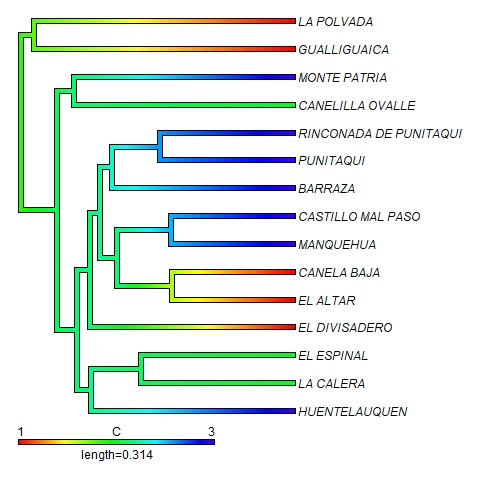 LA POLVADA
GUALLIGUAICA
MONTE PATRIA
CANELILLA OVALLE
RINCONADA DE PUNITAQUI
PUNITAQUI
BARRAZA
CASTILLO MAL PASO
MANQUEHUA
CANELA BAJA
EL ALTAR
EL DIVISADERO
EL ESPINAL
LA CALERA
HUENTELAUQUEN
1 C 3
length=0.314